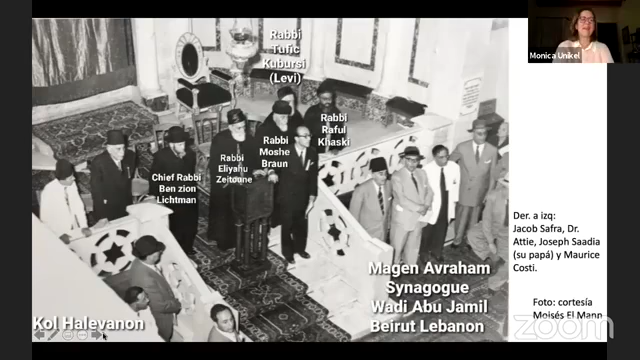 Rabbi
Tufic
Kubursi
(Levi)
Rabbi
Raful
Khaski
Rabbi
Moshe
Braun
Rabbi
Eliyahu
Zeitoune
Chief Rabbi
Ben zion
Lichtman
Magen Avraham
Synagogue
Wadi Abu Jamil
Beirut Lebanon
Kol Halevanon
Monica Unikel
Der. a izq:
Jacob Safra, Dr.
Attie, Joseph Saadia
(su papá) y Maurice
Costi.
Foto: cortesía
Moisés El Mann
zoom